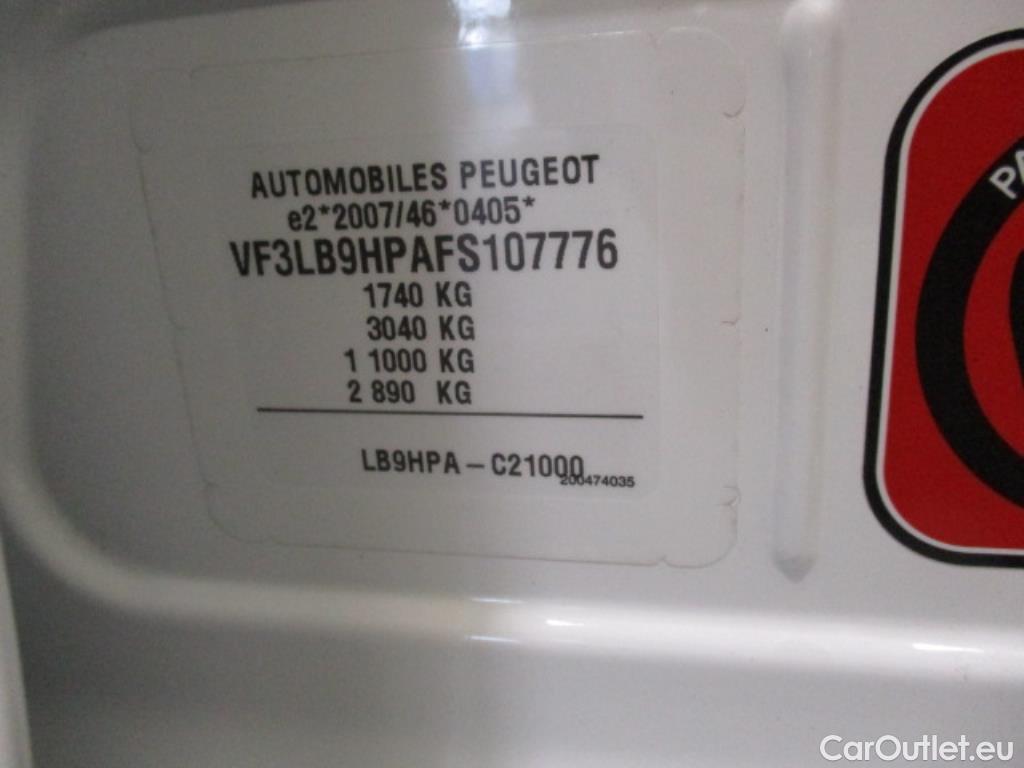 AUTOMOBILES PEUGEOT
e2*2007/46*0405*
VF3LB9HPAFS107776
1740 KG
3040 KG
1 1000 KG
2 890 KG
LB9HPA – C21000
200474035
CarOutlet.eu